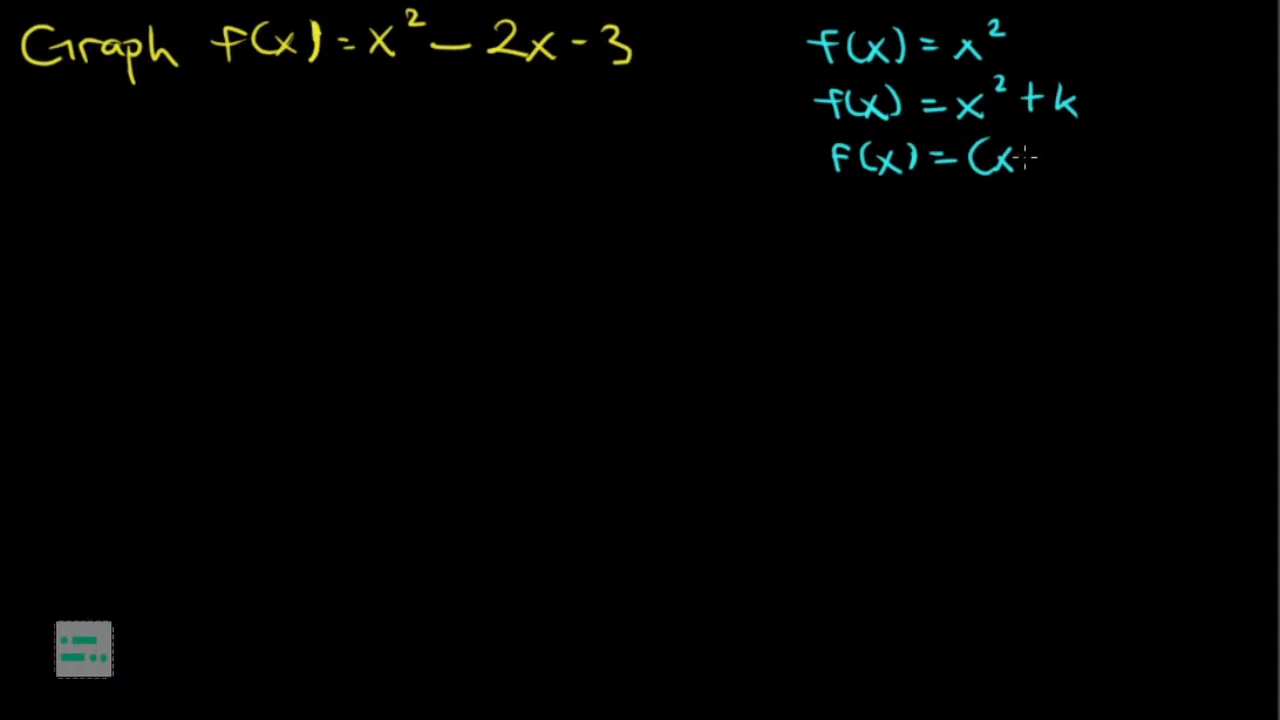 Graph f(x) = x² - 2x - 3
f(x) = x²
f(x) = x² + k
f(x) = (x